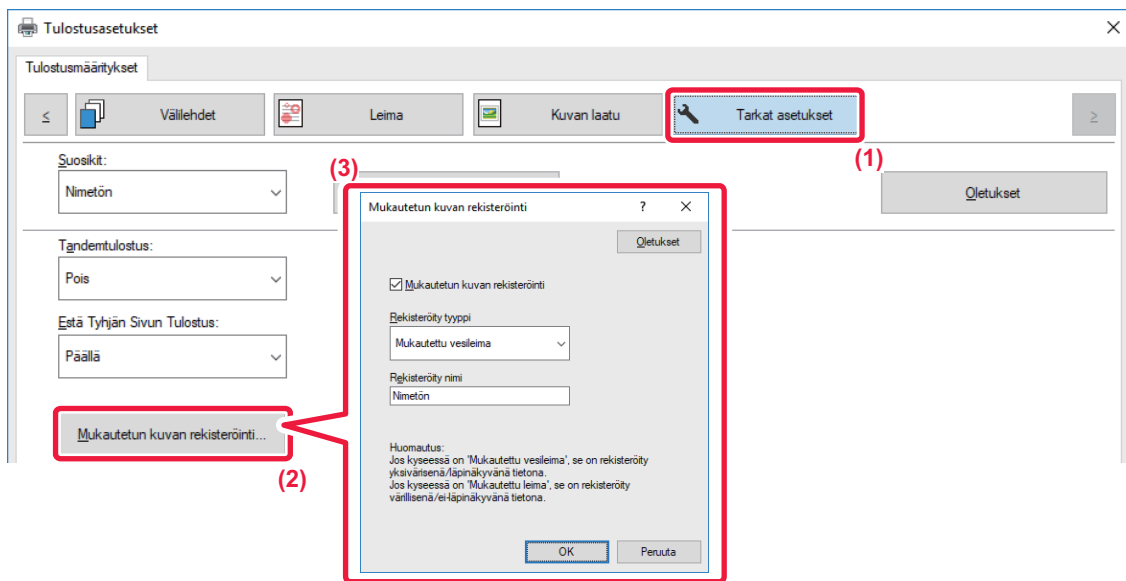 Tulostusasetukset
Tulostusmääritykset
<
Välilehdet
Leima
Kuvan laatu
Tarkat asetukset
>
(1)
Suosikit:
Nimetön
Oletukset
Tandemtulostus:
Pois
Estä Tyhjän Sivun Tulostus:
Päällä
Mukautetun kuvan rekisteröinti...
(2)
(3)
Mukautetun kuvan rekisteröinti
?
Oletukset
Mukautetun kuvan rekisteröinti
Rekisteröity tyyppi
Mukautettu vesileima
Rekisteröity nimi
Nimetön
Huomautus:
Jos kyseessä on 'Mukautettu vesileima', se on rekisteröity
yksivärisenä/läpinäkyvänä tietona.
Jos kyseessä on 'Mukautettu leima', se on rekisteröity
värillisenä/ei-läpinäkyvänä tietona.
OK
Peruuta